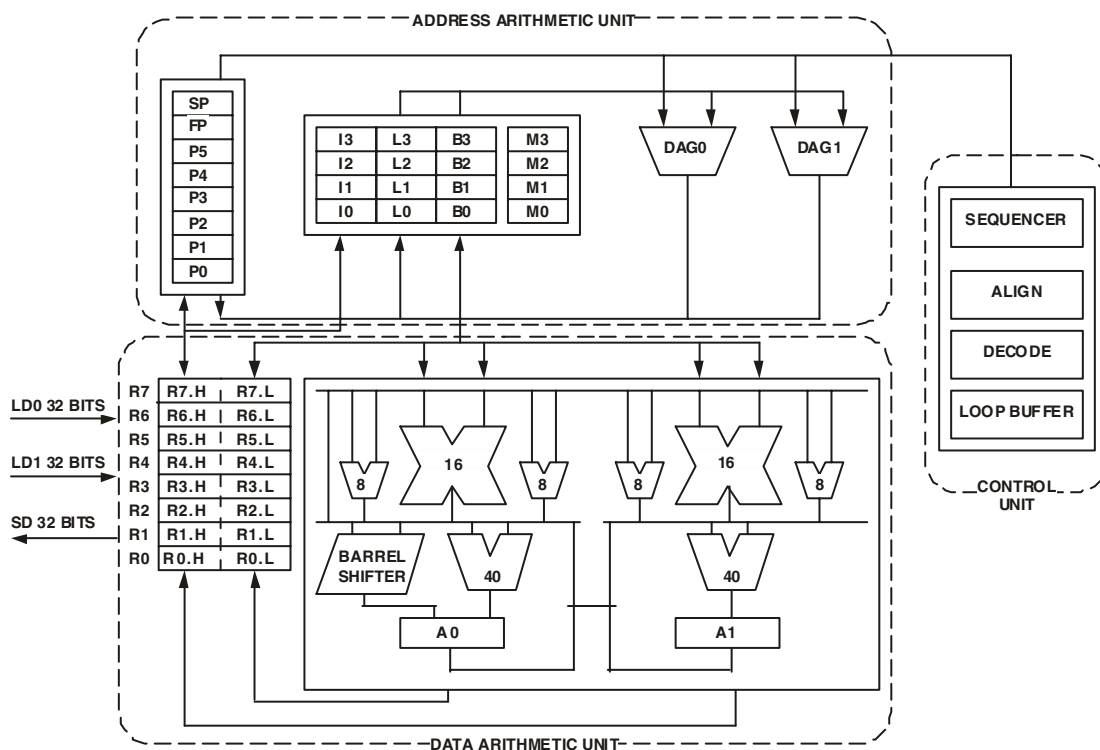 ADDRESS ARITHMETIC UNIT
SP
FP
P5
P4
P3
P2
P1
P0
I3 L3 B3 M3
I2 L2 B2 M2
I1 L1 B1 M1
I0 L0 B0 M0
DAG0
DAG1
SEQUENCER
ALIGN
DECODE
LOOP BUFFER
CONTROL
UNIT
LD0 32 BITS
LD1 32 BITS
SD 32 BITS
R7 R7.H R7.L
R6 R6.H R6.L
R5 R5.H R5.L
R4 R4.H R4.L
R3 R3.H R3.L
R2 R2.H R2.L
R1 R1.H R1.L
R0 R0.H R0.L
8
16
8
8
16
8
BARREL
SHIFTER
40
40
A0
A1
DATA ARITHMETIC UNIT